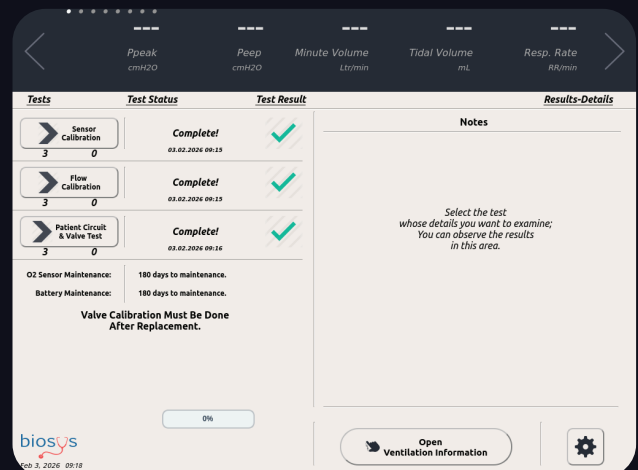 --- --- --- --- ---
Ppeak Peep Minute Volume Tidal Volume Resp. Rate
cmH2O cmH2O Ltr/min mL RR/min
Tests Test Status Test Result Results-Details
Sensor
Calibration
3 0
Complete!
03.02.2026 09:15
Flow
Calibration
3 0
Complete!
03.02.2026 09:15
Patient Circuit
& Valve Test
3 0
Complete!
03.02.2026 09:16
O2 Sensor Maintenance: 180 days to maintenance.
Battery Maintenance: 180 days to maintenance.
Valve Calibration Must Be Done
After Replacement.
0%
biosys
Feb 3, 2026 09:18
Notes
Select the test
whose details you want to examine;
You can observe the results
in this area.
Open
Ventilation Information